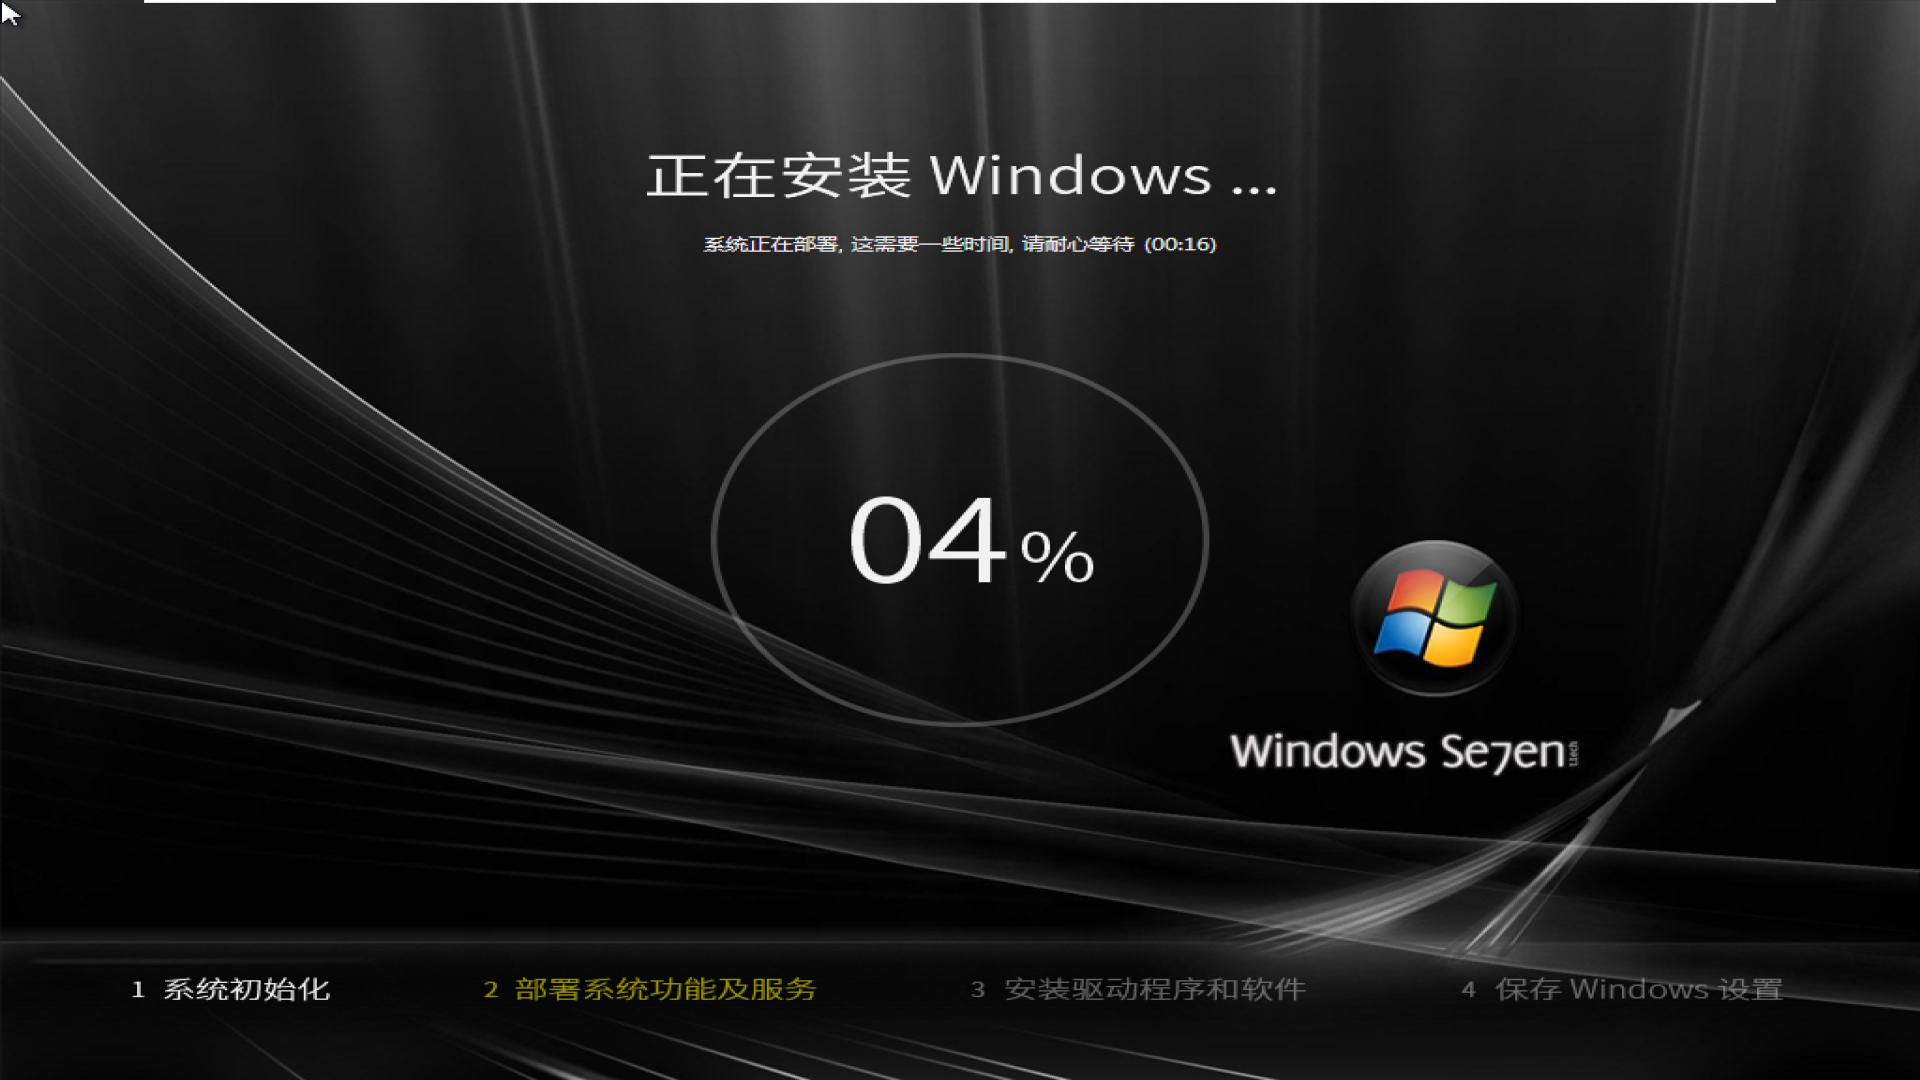 正在安装 Windows ...
系统正在部署, 这需要一些时间, 请耐心等待 (00:16)
04%
Windows Se7en
1 系统初始化
2 部署系统功能及服务
3 安装驱动程序和软件
4 保存 Windows 设置